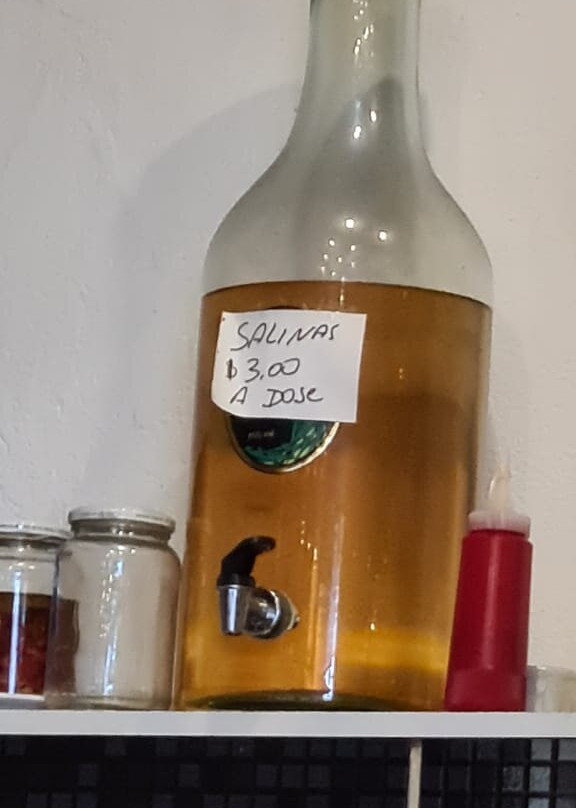 SALINAS
$ 3,00
A DOSE